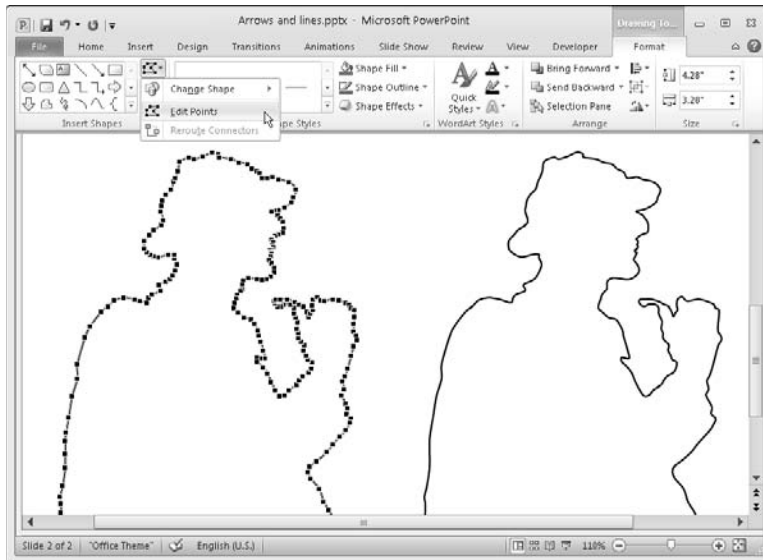 Arrows and lines.pptx - Microsoft PowerPoint
Drawing To...
File Home Insert Design Transitions Animations Slide Show Review View Developer Format
Shape Fill
Bring Forward
4.28"
Change Shape
Shape Outline
Send Backward
Edit Points
Quick Styles
Shape Effects
Selection Pane
3.20"
Reroute Connectors
Insert Shapes
WordArt Styles
Arrange
Size
Slide 2 of 2 "Office Theme" English (U.S.) 110%